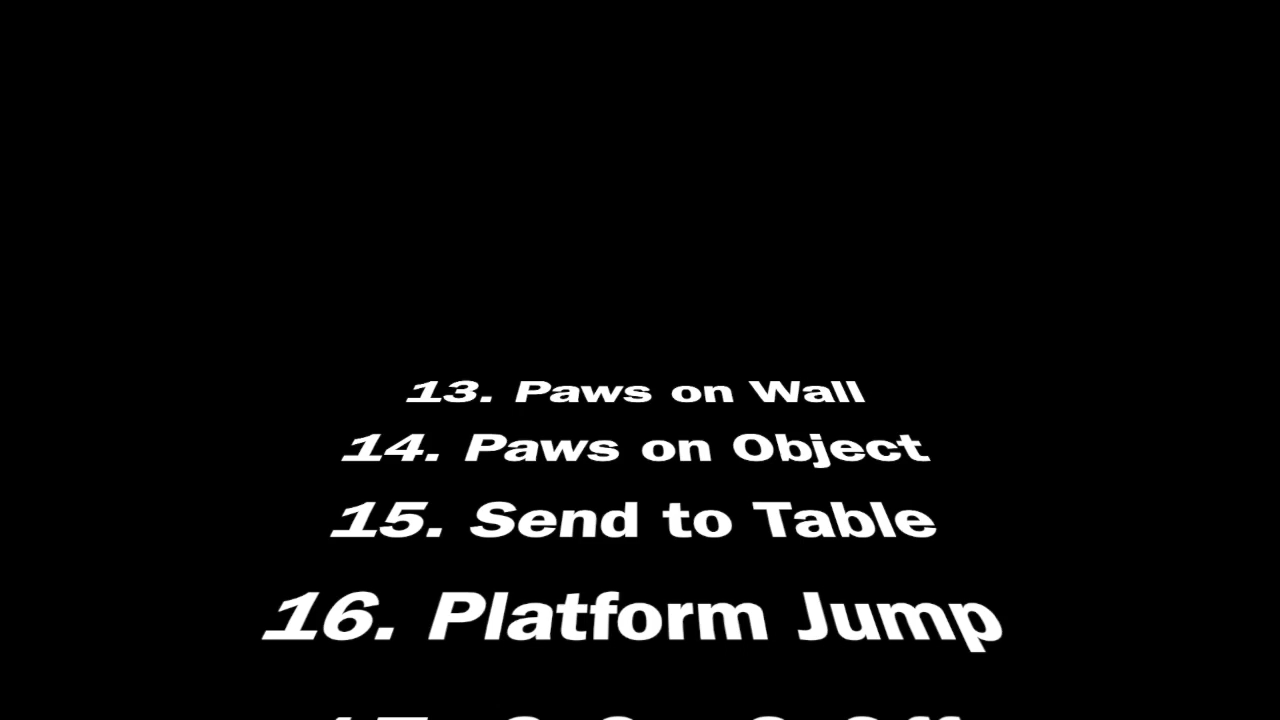 13. Paws on Wall
14. Paws on Object
15. Send to Table
16. Platform Jump